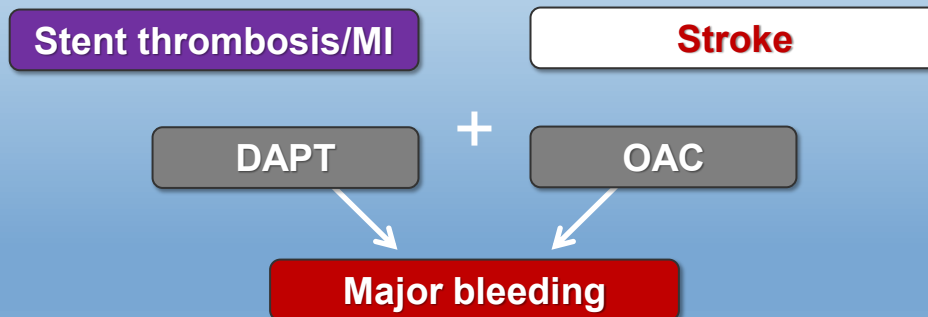 Stent thrombosis/MI
Stroke
+
DAPT
OAC
Major bleeding